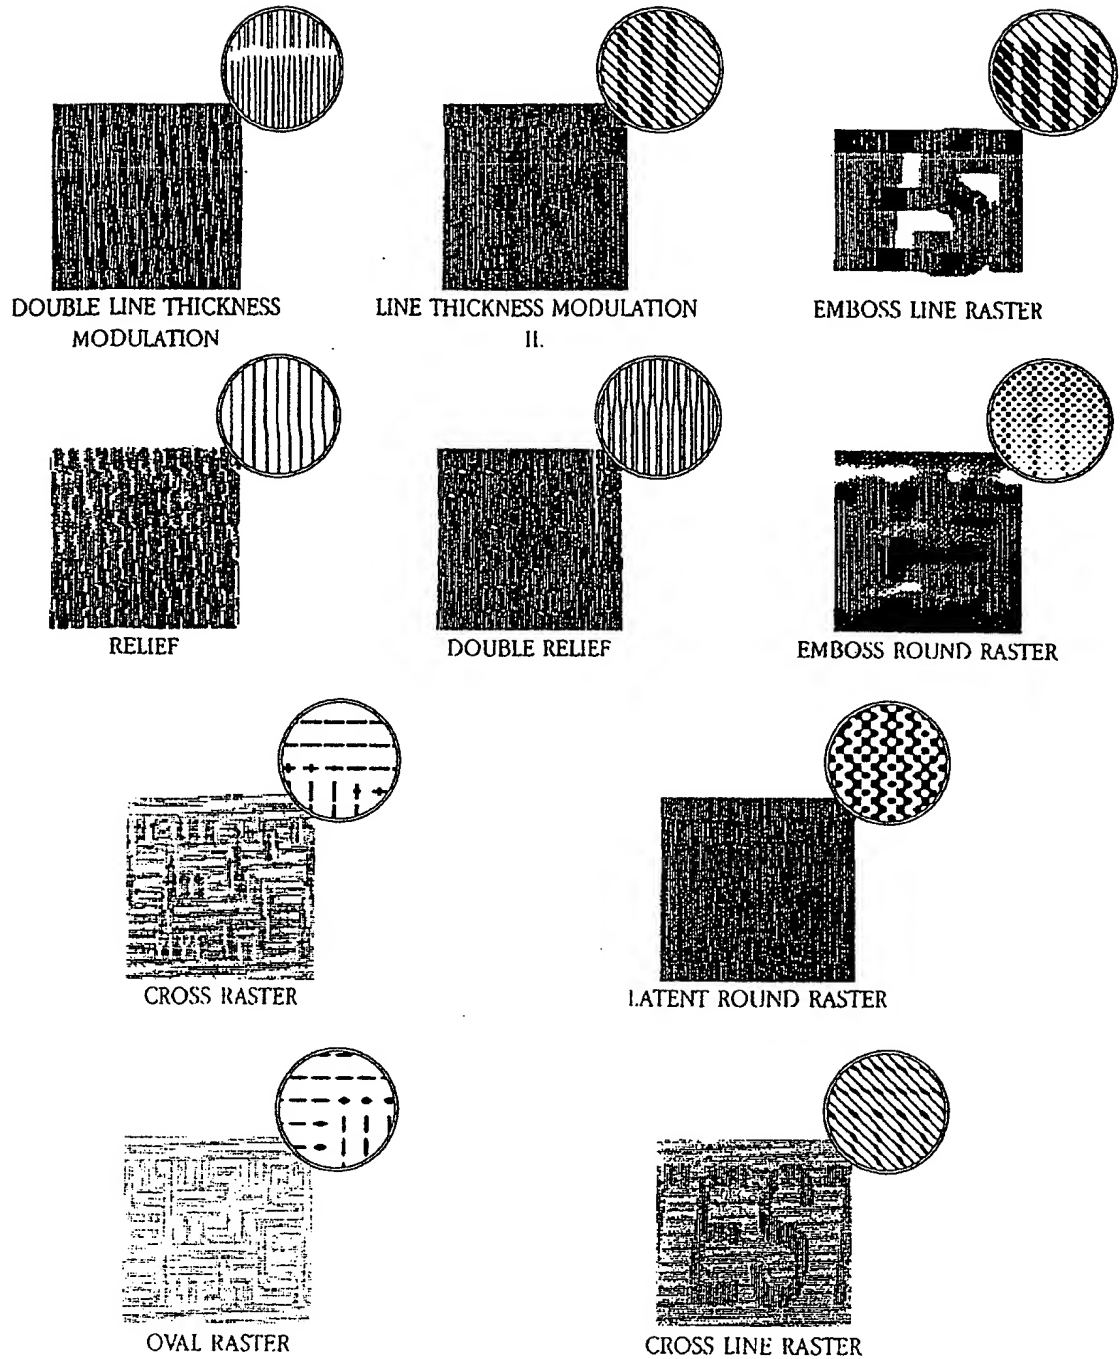 DOUBLE LINE THICKNESS
MODULATION
LINE THICKNESS MODULATION
II.
EMBOSS LINE RASTER
RELIEF
DOUBLE RELIEF
EMBOSS ROUND RASTER
CROSS RASTER
LATENT ROUND RASTER
OVAL RASTER
CROSS LINE RASTER